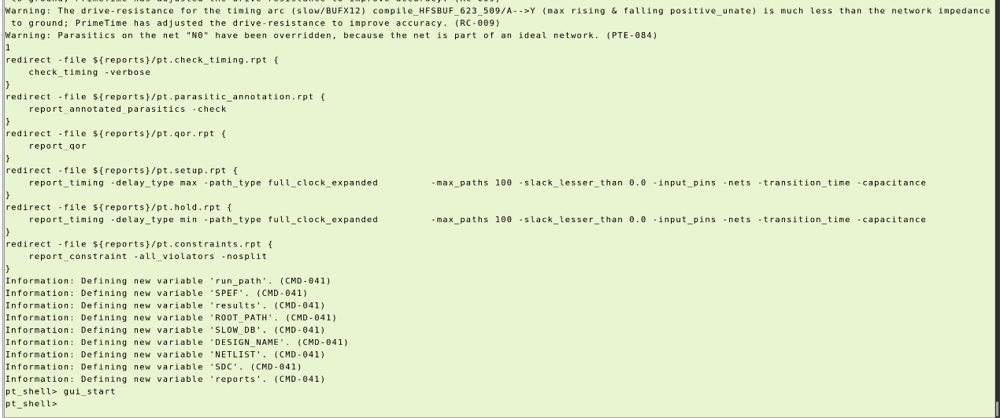 to ground; PrimeTime has adjusted the drive-resistance to improve accuracy. (RC-009)
Warning: The drive-resistance for the timing arc (slow/BUFX12) compile_HFSBUF_623_509/A-->Y (max rising & falling positive_unate) is much less than the network impedance
 to ground; PrimeTime has adjusted the drive-resistance to improve accuracy. (RC-009)
Warning: Parasitics on the net "N0" have been overridden, because the net is part of an ideal network. (PTE-084)
1
redirect -file ${reports}/pt.check_timing.rpt {
    check_timing -verbose
}
redirect -file ${reports}/pt.parasitic_annotation.rpt {
    report_annotated_parasitics -check
}
redirect -file ${reports}/pt.qor.rpt {
    report_qor
}
redirect -file ${reports}/pt.setup.rpt {
    report_timing -delay_type max -path_type full_clock_expanded         -max_paths 100 -slack_lesser_than 0.0 -input_pins -nets -transition_time -capacitance
}
redirect -file ${reports}/pt.hold.rpt {
    report_timing -delay_type min -path_type full_clock_expanded         -max_paths 100 -slack_lesser_than 0.0 -input_pins -nets -transition_time -capacitance
}
redirect -file ${reports}/pt.constraints.rpt {
    report_constraint -all_violators -nosplit
}
Information: Defining new variable 'run_path'. (CMD-041)
Information: Defining new variable 'SPEF'. (CMD-041)
Information: Defining new variable 'results'. (CMD-041)
Information: Defining new variable 'ROOT_PATH'. (CMD-041)
Information: Defining new variable 'SLOW_DB'. (CMD-041)
Information: Defining new variable 'DESIGN_NAME'. (CMD-041)
Information: Defining new variable 'NETLIST'. (CMD-041)
Information: Defining new variable 'SDC'. (CMD-041)
Information: Defining new variable 'reports'. (CMD-041)
pt_shell> gui_start
pt_shell>